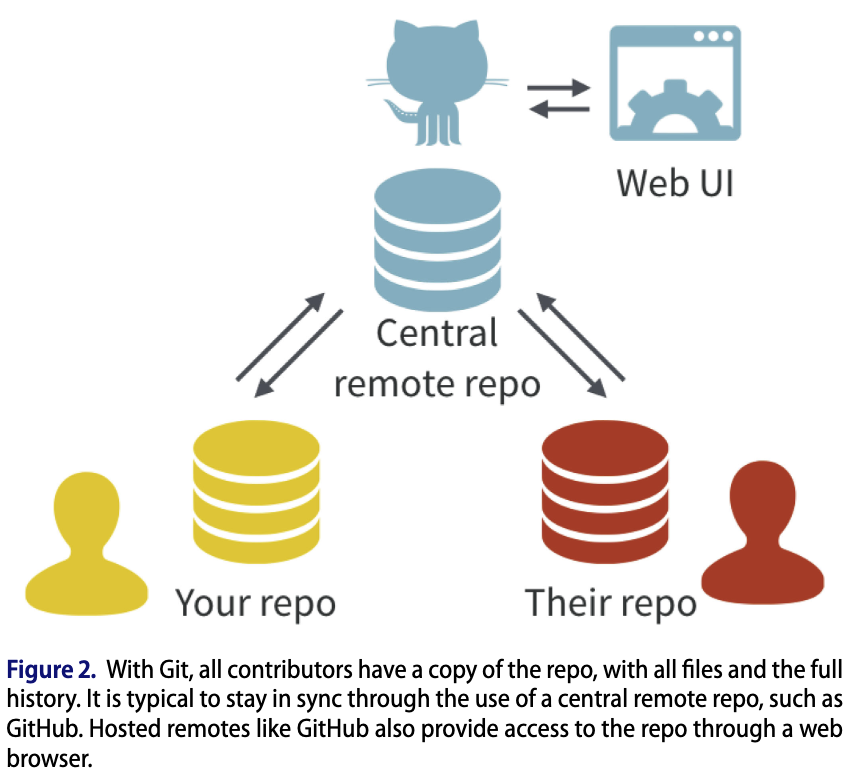 Web UI
Central
remote repo
Your repo
Their repo
Figure 2. With Git, all contributors have a copy of the repo, with all files and the full
history. It is typical to stay in sync through the use of a central remote repo, such as
GitHub. Hosted remotes like GitHub also provide access to the repo through a web
browser.